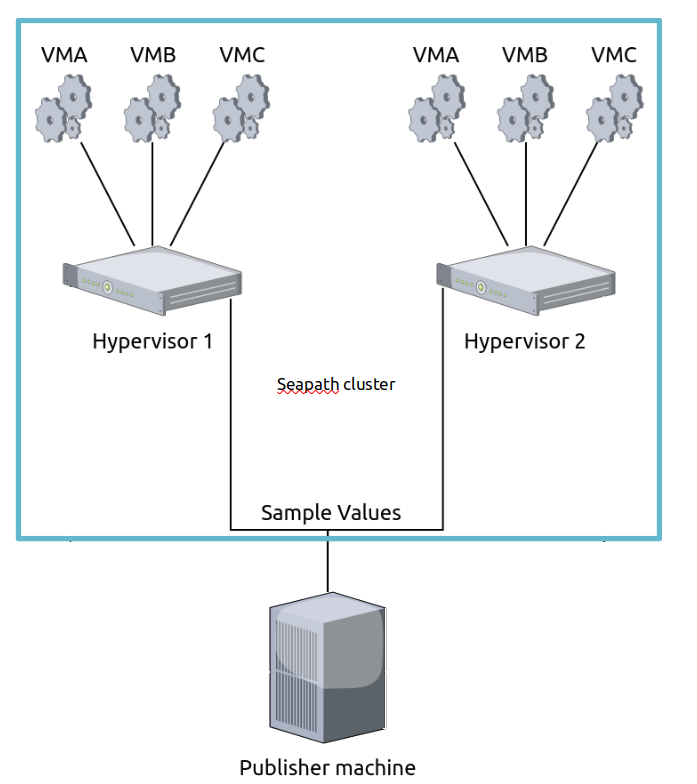 VMA VMB VMC VMA VMB VMC
Hypervisor 1 Hypervisor 2
Seapath cluster
Sample Values
Publisher machine